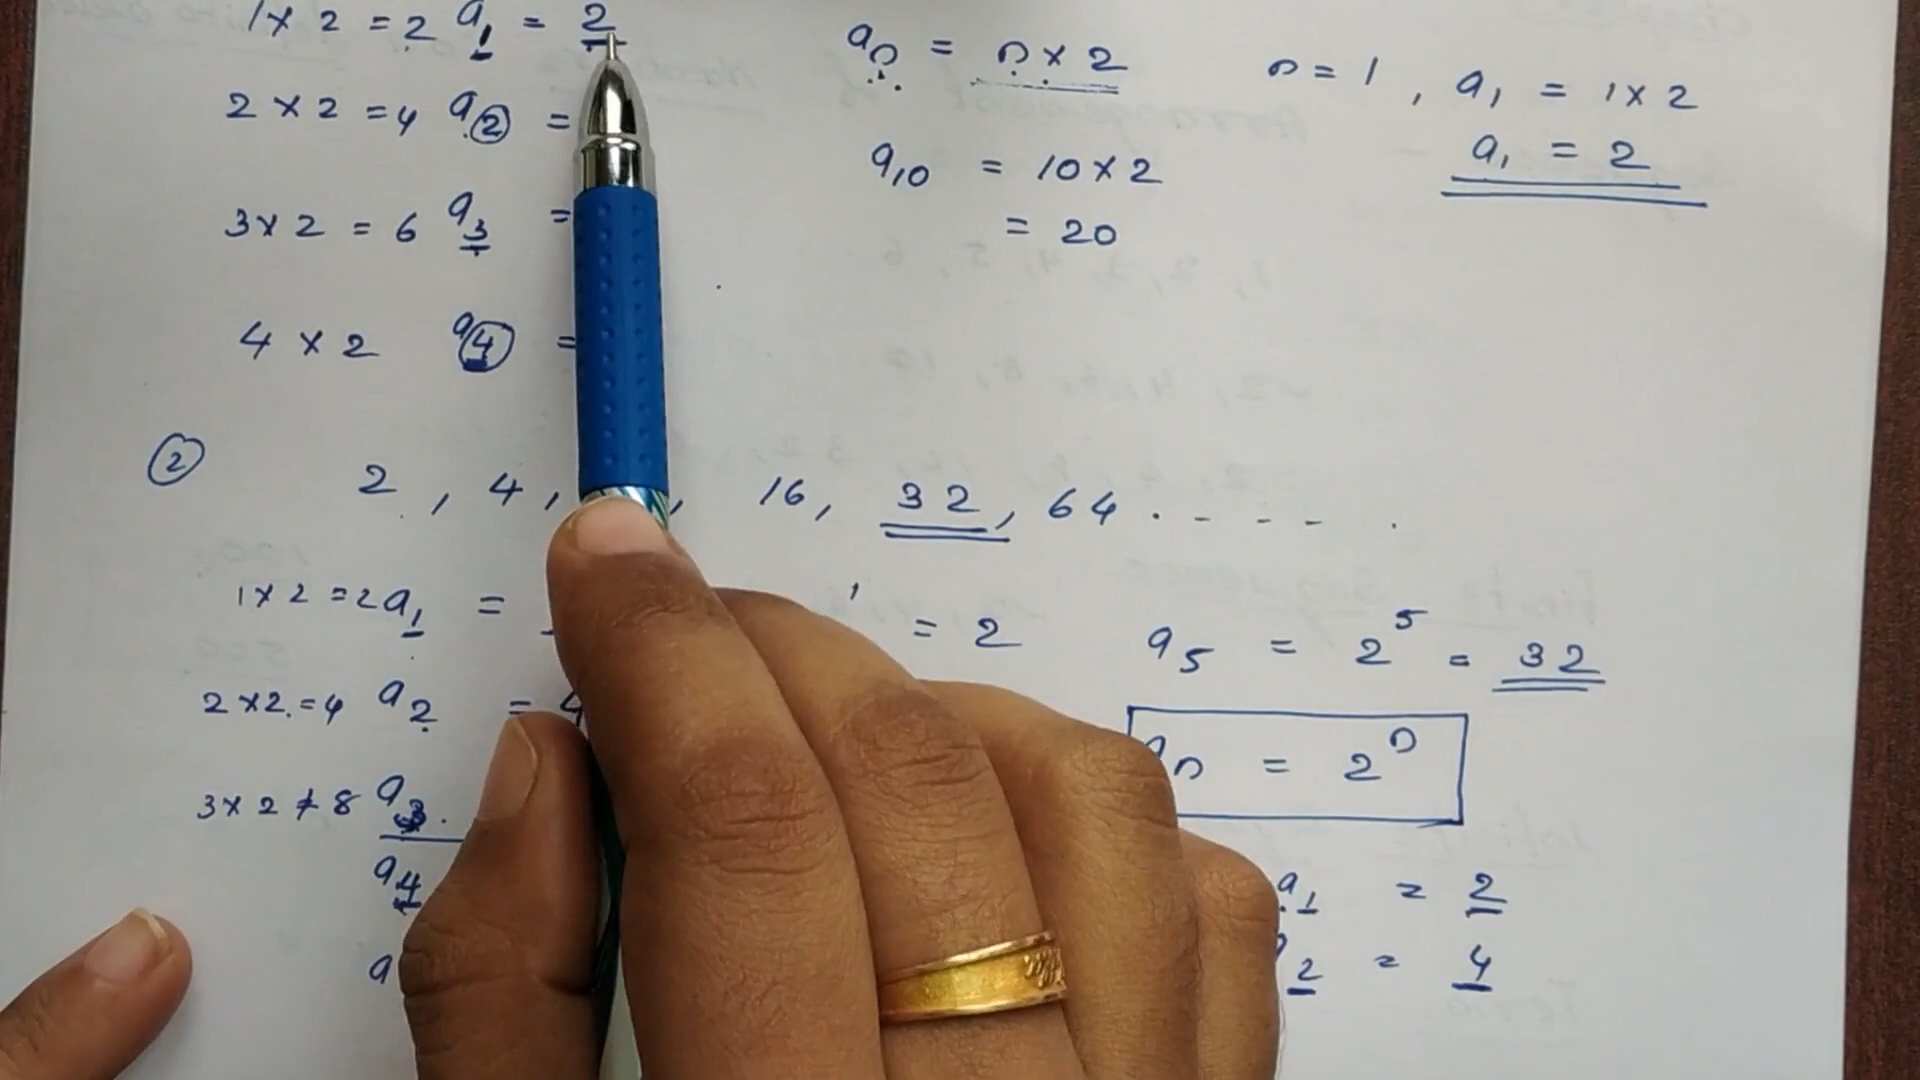 1 x 2 = 2 a1 = 2
an = n x 2
n = 1 , a1 = 1 x 2
a1 = 2
2 x 2 = 4 a2 =
a10 = 10 x 2
= 20
3 x 2 = 6 a3 =
4 x 2 a4 =
② 2 , 4 , , 16 , 32 , 64 . - - - .
1 x 2 = 2 a1 =
1 = 2
a5 = 2^5 = 32
2 x 2 = 4 a2 = 4
an = 2^n
3 x 2 ≠ 8 a3
a4
a1 = 2
a
2 = 4